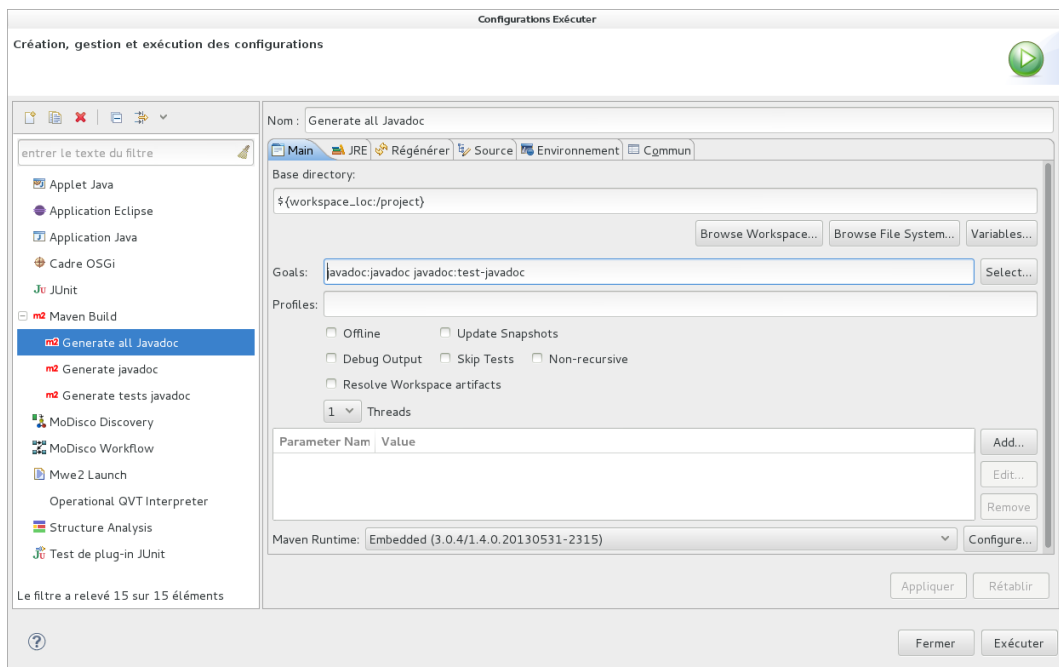 Configurations Exécuter
Création, gestion et exécution des configurations
entrer le texte du filtre
Applet Java
Application Eclipse
Application Java
Cadre OSGi
Ju JUnit
m2 Maven Build
m2 Generate all Javadoc
m2 Generate javadoc
m2 Generate tests javadoc
MoDisco Discovery
MoDisco Workflow
Mwe2 Launch
Operational QVT Interpreter
Structure Analysis
Test de plug-in JUnit
Le filtre a relevé 15 sur 15 éléments
Nom : Generate all Javadoc
Main JRE Régénérer Source Environnement Commun
Base directory:
${workspace_loc:/project}
Browse Workspace... Browse File System... Variables...
Goals: javadoc:javadoc javadoc:test-javadoc Select...
Profiles:
Offline Update Snapshots
Debug Output Skip Tests Non-recursive
Resolve Workspace artifacts
1 Threads
Parameter Nam Value
Add...
Edit...
Remove
Maven Runtime: Embedded (3.0.4/1.4.0.20130531-2315) Configure...
Appliquer Rétablir
Fermer Exécuter